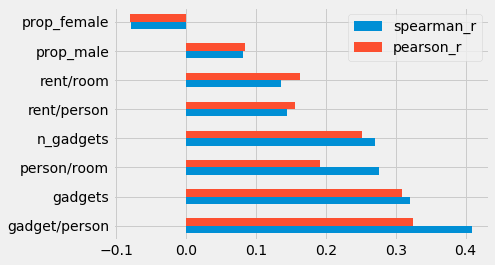 prop_female
prop_male
rent/room
rent/person
n_gadgets
person/room
gadgets
gadget/person
spearman_r
pearson_r
−0.1 0.0 0.1 0.2 0.3 0.4